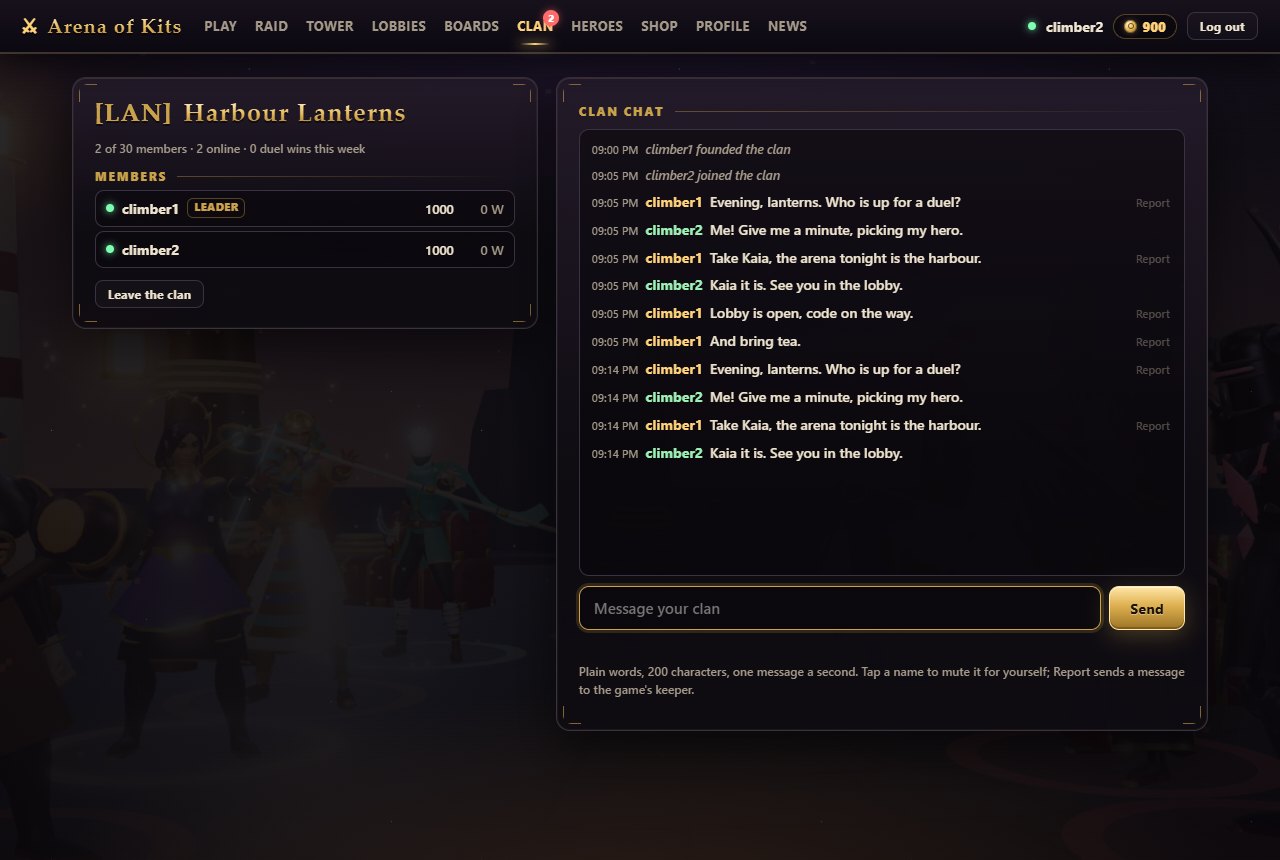 Arena of Kits PLAY RAID TOWER LOBBIES BOARDS CLAN 2 HEROES SHOP PROFILE NEWS climber2 900 Log out
[LAN] Harbour Lanterns
2 of 30 members · 2 online · 0 duel wins this week
MEMBERS
climber1 LEADER 1000 0 W
climber2 1000 0 W
Leave the clan
CLAN CHAT
09:00 PM climber1 founded the clan
09:05 PM climber2 joined the clan
09:05 PM climber1 Evening, lanterns. Who is up for a duel? Report
09:05 PM climber2 Me! Give me a minute, picking my hero.
09:05 PM climber1 Take Kaia, the arena tonight is the harbour. Report
09:05 PM climber2 Kaia it is. See you in the lobby.
09:05 PM climber1 Lobby is open, code on the way. Report
09:05 PM climber1 And bring tea. Report
09:14 PM climber1 Evening, lanterns. Who is up for a duel? Report
09:14 PM climber2 Me! Give me a minute, picking my hero.
09:14 PM climber1 Take Kaia, the arena tonight is the harbour. Report
09:14 PM climber2 Kaia it is. See you in the lobby.
Message your clan Send
Plain words, 200 characters, one message a second. Tap a name to mute it for yourself; Report sends a message
to the game's keeper.